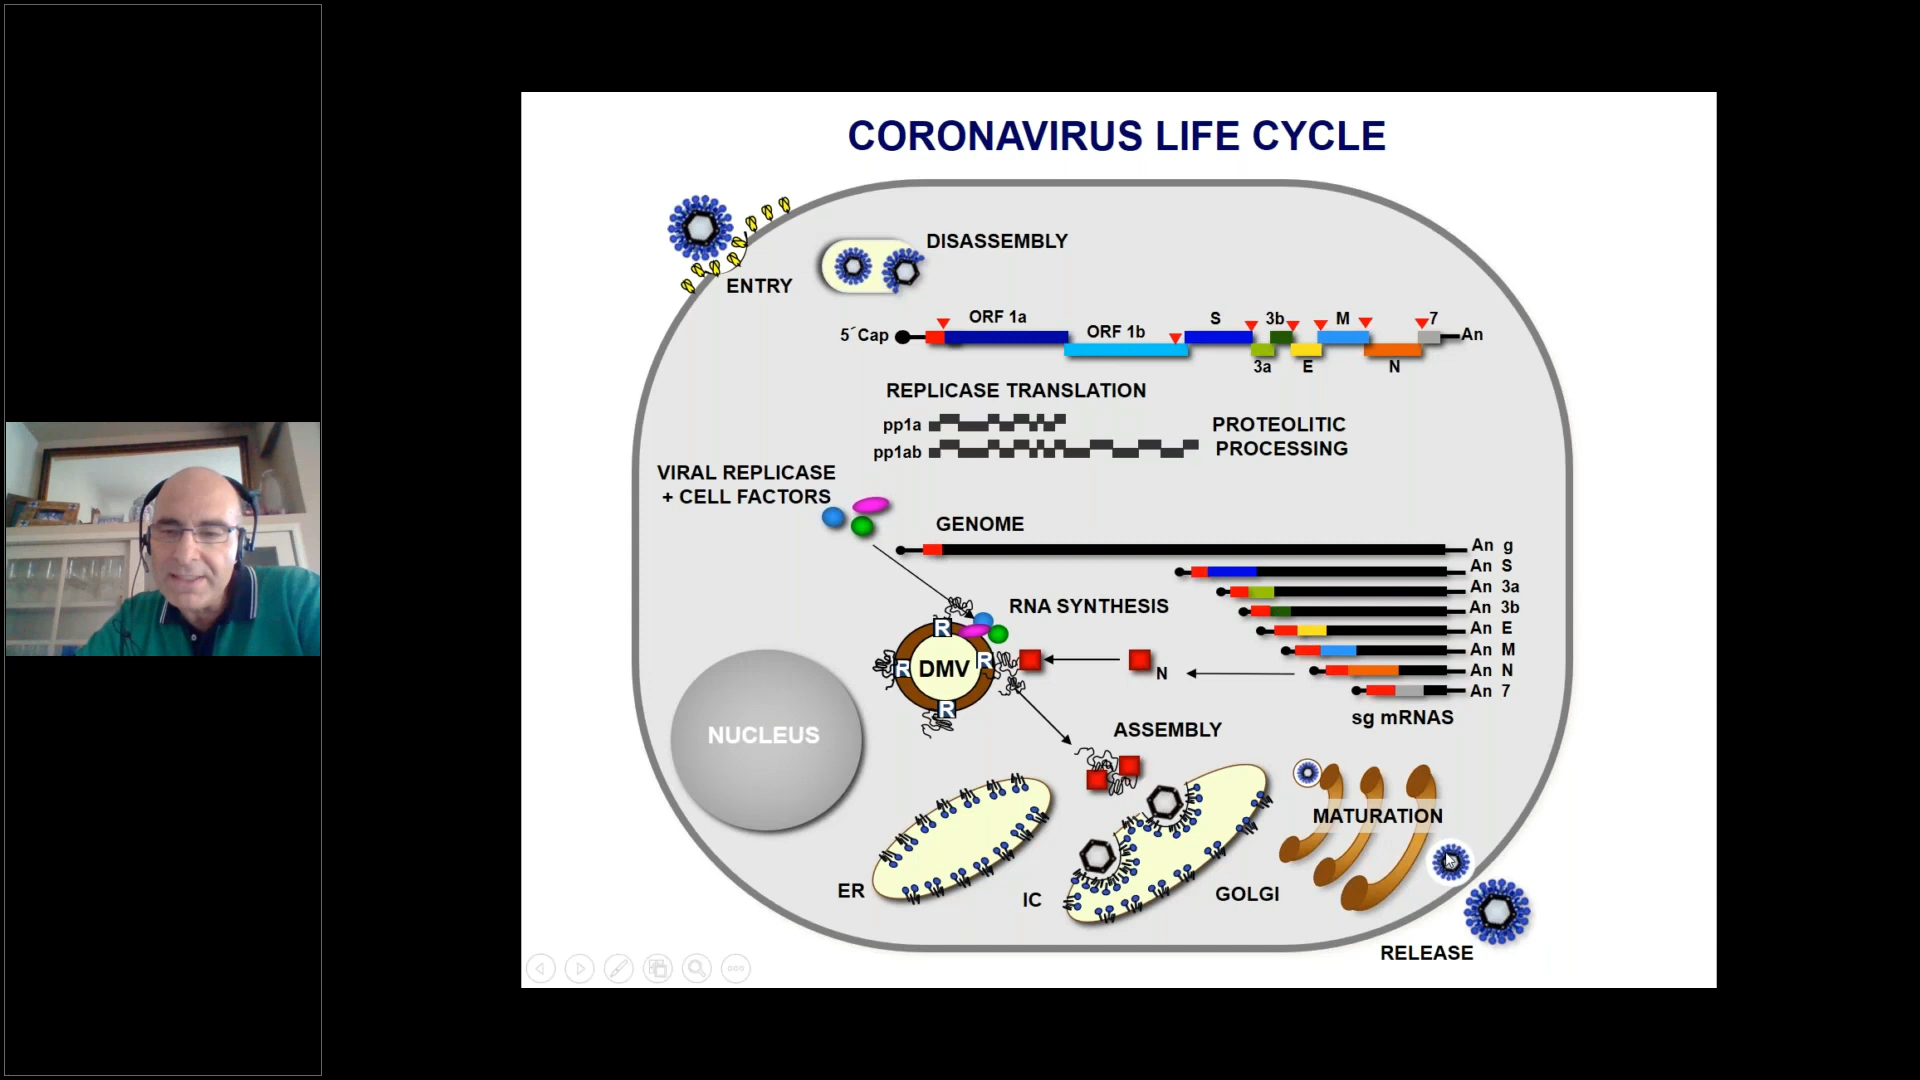 CORONAVIRUS LIFE CYCLE
DISASSEMBLY
ENTRY
5´Cap
ORF 1a
ORF 1b
S
3b
M
7
An
3a
E
N
REPLICASE TRANSLATION
pp1a
pp1ab
PROTEOLITIC
PROCESSING
VIRAL REPLICASE
+ CELL FACTORS
GENOME
An g
An S
An 3a
An 3b
An E
An M
An N
An 7
sg mRNAS
RNA SYNTHESIS
R
R
R
R
DMV
N
NUCLEUS
ASSEMBLY
MATURATION
ER
IC
GOLGI
RELEASE